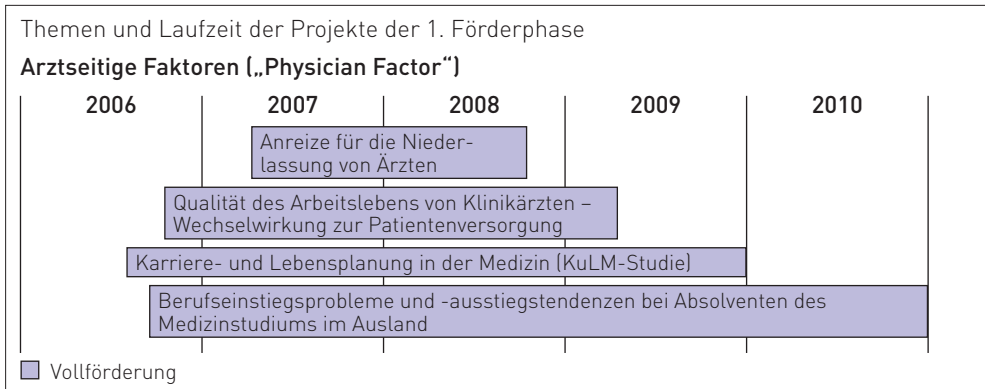 Themen und Laufzeit der Projekte der 1. Förderphase
Arztseitige Faktoren („Physician Factor“)
2006 2007 2008 2009 2010
Anreize für die Nieder-
lassung von Ärzten
Qualität des Arbeitslebens von Klinikärzten –
Wechselwirkung zur Patientenversorgung
Karriere- und Lebensplanung in der Medizin (KuLM-Studie)
Berufseinstiegsprobleme und -ausstiegstendenzen bei Absolventen des
Medizinstudiums im Ausland
Vollförderung